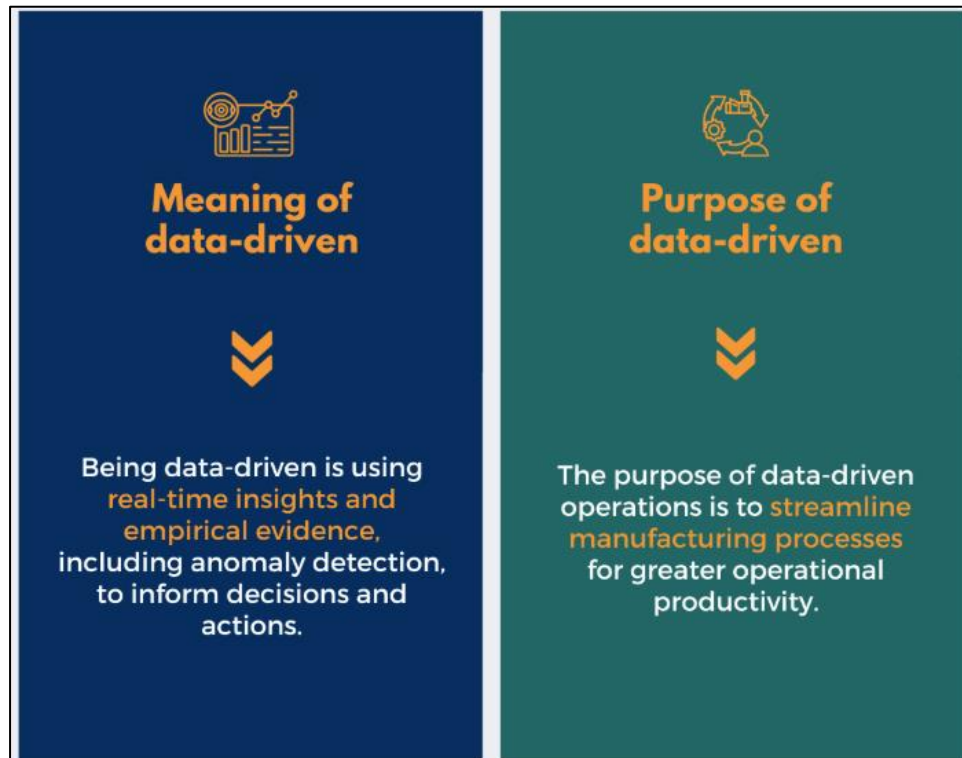 Meaning of
data-driven
Being data-driven is using
real-time insights and
empirical evidence,
including anomaly detection,
to inform decisions and
actions.
Purpose of
data-driven
The purpose of data-driven
operations is to streamline
manufacturing processes
for greater operational
productivity.